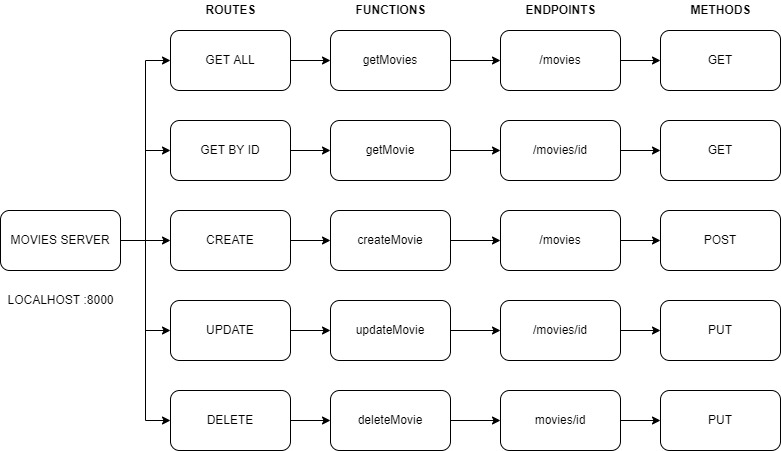 ROUTES FUNCTIONS ENDPOINTS METHODS
GET ALL getMovies /movies GET
GET BY ID getMovie /movies/id GET
MOVIES SERVER CREATE createMovie /movies POST
LOCALHOST :8000
UPDATE updateMovie /movies/id PUT
DELETE deleteMovie movies/id PUT